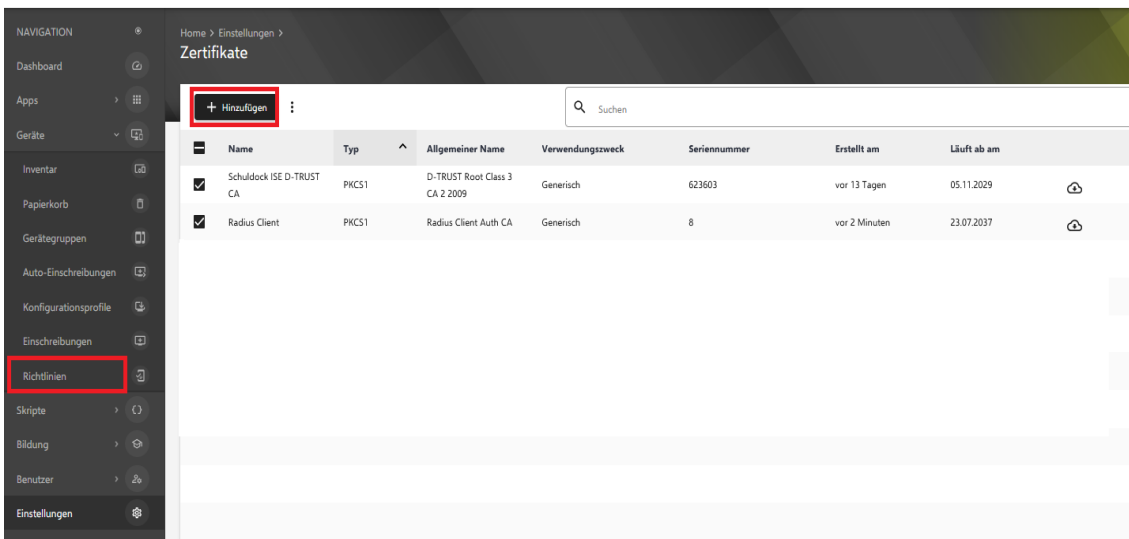 NAVIGATION
Dashboard
Apps
Geräte
Inventar
Papierkorb
Gerätegruppen
Auto-Einschreibungen
Konfigurationsprofile
Einschreibungen
Richtlinien
Skripte
Bildung
Benutzer
Einstellungen
Home > Einstellungen >
Zertifikate
+ Hinzufügen
Suchen
Name Typ Allgemeiner Name Verwendungszweck Seriennummer Erstellt am Läuft ab am
Schuldock ISE D-TRUST
CA
PKCS1
D-TRUST Root Class 3
CA 2 2009
Generisch
623603
vor 13 Tagen
05.11.2029
Radius Client PKCS1 Radius Client Auth CA Generisch 8 vor 2 Minuten 23.07.2037